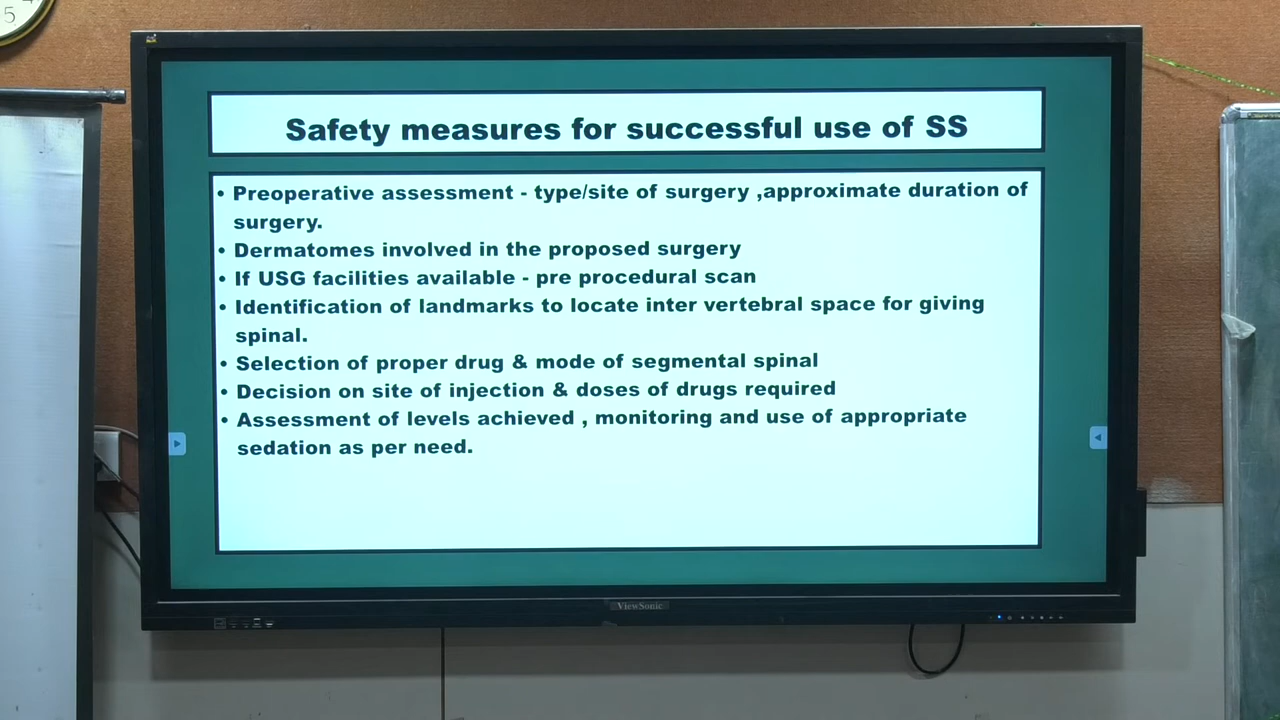 5
Safety measures for successful use of SS
• Preoperative assessment - type/site of surgery ,approximate duration of
surgery.
• Dermatomes involved in the proposed surgery
• If USG facilities available - pre procedural scan
• Identification of landmarks to locate inter vertebral space for giving
spinal.
• Selection of proper drug & mode of segmental spinal
• Decision on site of injection & doses of drugs required
• Assessment of levels achieved , monitoring and use of appropriate
sedation as per need.
ViewSonic